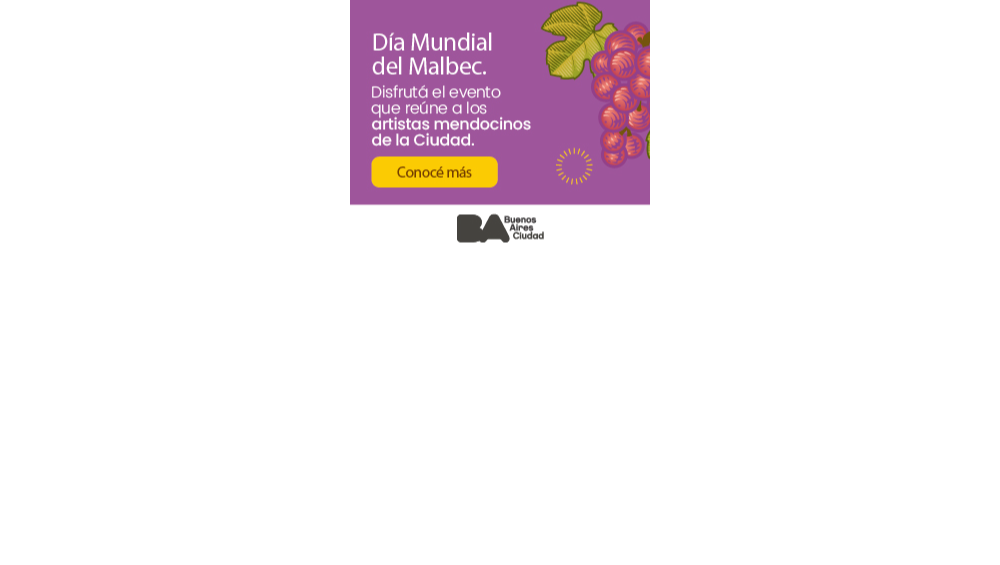 Día Mundial
del Malbec.
Disfrutá el evento
que reúne a los
artistas mendocinos
de la Ciudad.
Conocé más
BA Buenos
Aires
Ciudad